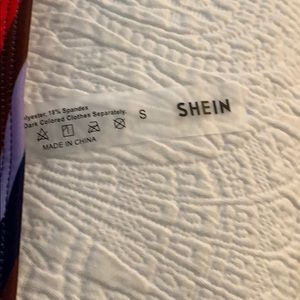 18% Spandex
Dark Colored Clothes Separately.
S
SHEIN
MADE IN CHINA